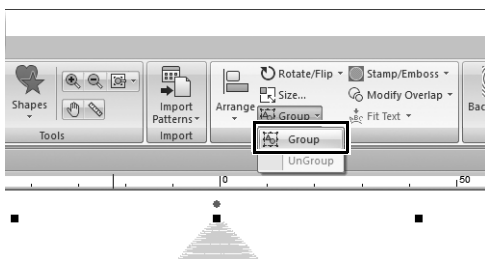 Shapes
Tools
Import
Patterns
Import
Arrange
Rotate/Flip
Size...
Group
Stamp/Emboss
Modify Overlap
Fit Text
Group
UnGroup
0
50